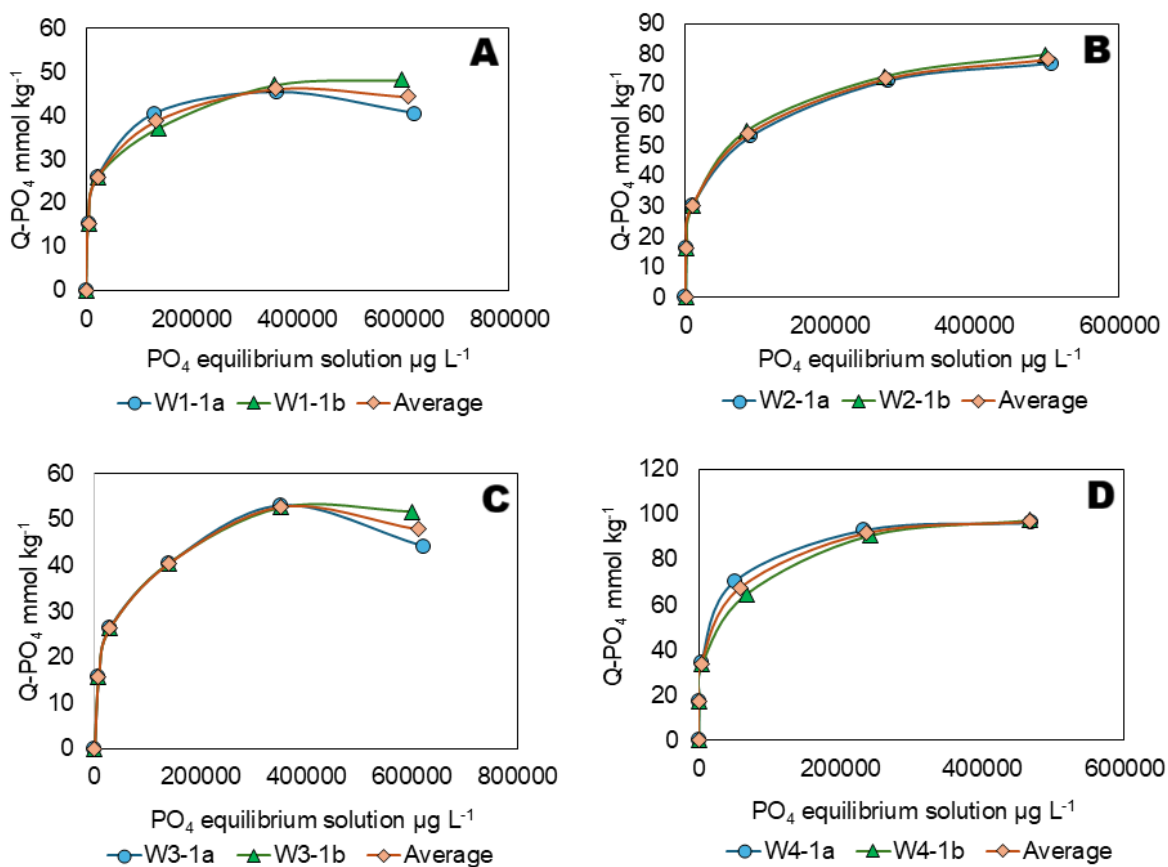 A
Q-PO₄ mmol kg⁻¹
60
50
40
30
20
10
0
0 200000 400000 600000 800000
PO₄ equilibrium solution µg L⁻¹
W1-1a W1-1b Average
B
Q-PO₄ mmol kg⁻¹
90
80
70
60
50
40
30
20
10
0
0 200000 400000 600000
PO₄ equilibrium solution µg L⁻¹
W2-1a W2-1b Average
C
Q-PO₄ mmol kg⁻¹
60
50
40
30
20
10
0
0 200000 400000 600000 800000
PO₄ equilibrium solution µg L⁻¹
W3-1a W3-1b Average
D
Q-PO₄ mmol kg⁻¹
120
100
80
60
40
20
0
0 200000 400000 600000
PO₄ equilibrium solution µg L⁻¹
W4-1a W4-1b Average